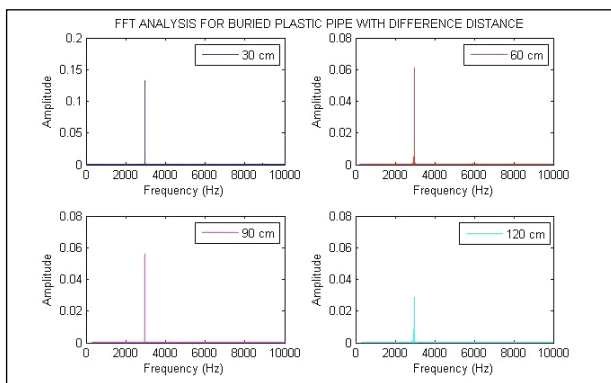 FFT ANALYSIS FOR BURIED PLASTIC PIPE WITH DIFFERENCE DISTANCE
0.2
0.15
0.1
0.05
0
Amplitude
30 cm
0 2000 4000 6000 8000 10000
Frequency (Hz)
0.08
0.06
0.04
0.02
0
Amplitude
60 cm
0 2000 4000 6000 8000 10000
Frequency (Hz)
0.08
0.06
0.04
0.02
0
Amplitude
90 cm
0 2000 4000 6000 8000 10000
Frequency (Hz)
0.08
0.06
0.04
0.02
0
Amplitude
120 cm
0 2000 4000 6000 8000 10000
Frequency (Hz)